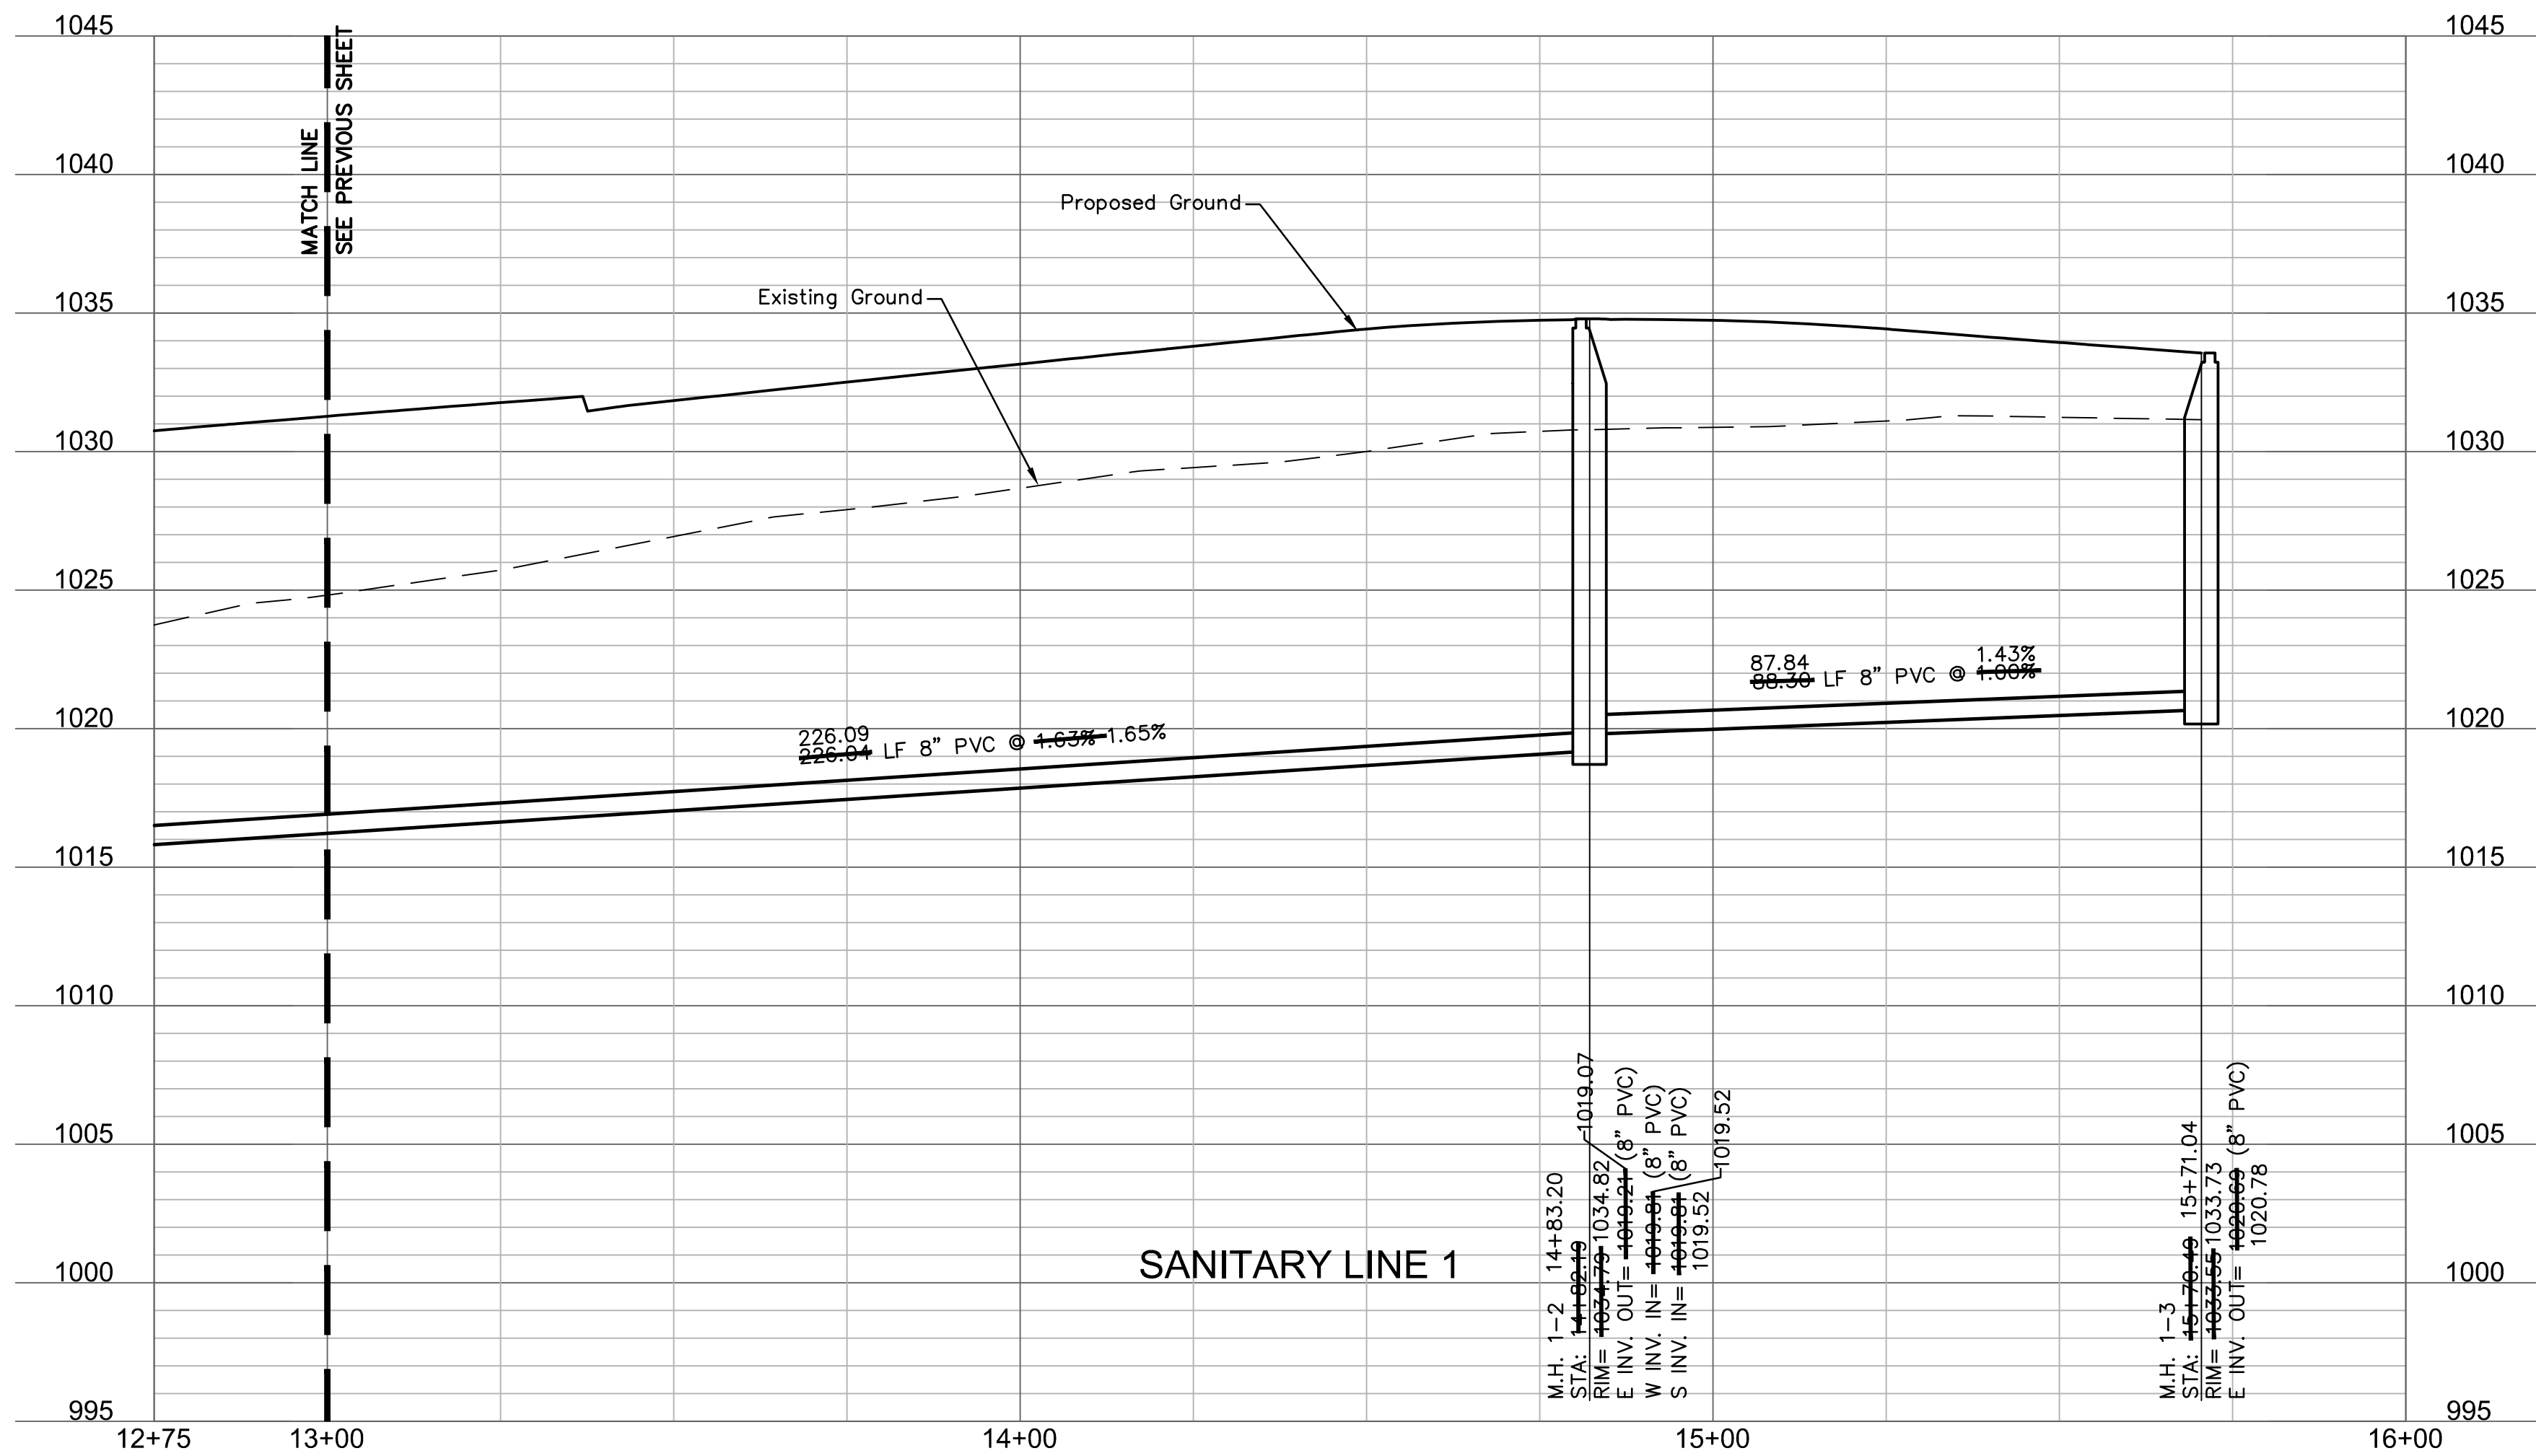 1045
1045
MATCH LINE
SEE PREVIOUS SHEET
1040
1040
Proposed Ground
Existing Ground
1035
1035
1030
1030
1025
1025
87.84
88.30 LF 8" PVC @ 1.00%
1.43%
1020
1020
226.09
226.04 LF 8" PVC @ 1.63% 1.65%
1015
1015
1010
1010
1005
1005
1000
1000
SANITARY LINE 1
M.H. 1-2
14+83.20
STA: 14+82.19
RIM= 1034.79 1034.82
1019.07
E INV. OUT= 1019.21 (8" PVC)
W INV. IN= 1019.81 (8" PVC)
1019.52
S INV. IN= 1019.81 (8" PVC)
1019.52
M.H. 1-3
STA: 15+70.49 15+71.04
RIM= 1033.55 1033.73
E INV. OUT= 1020.69 (8" PVC)
1020.78
995
995
12+75
13+00
14+00
15+00
16+00